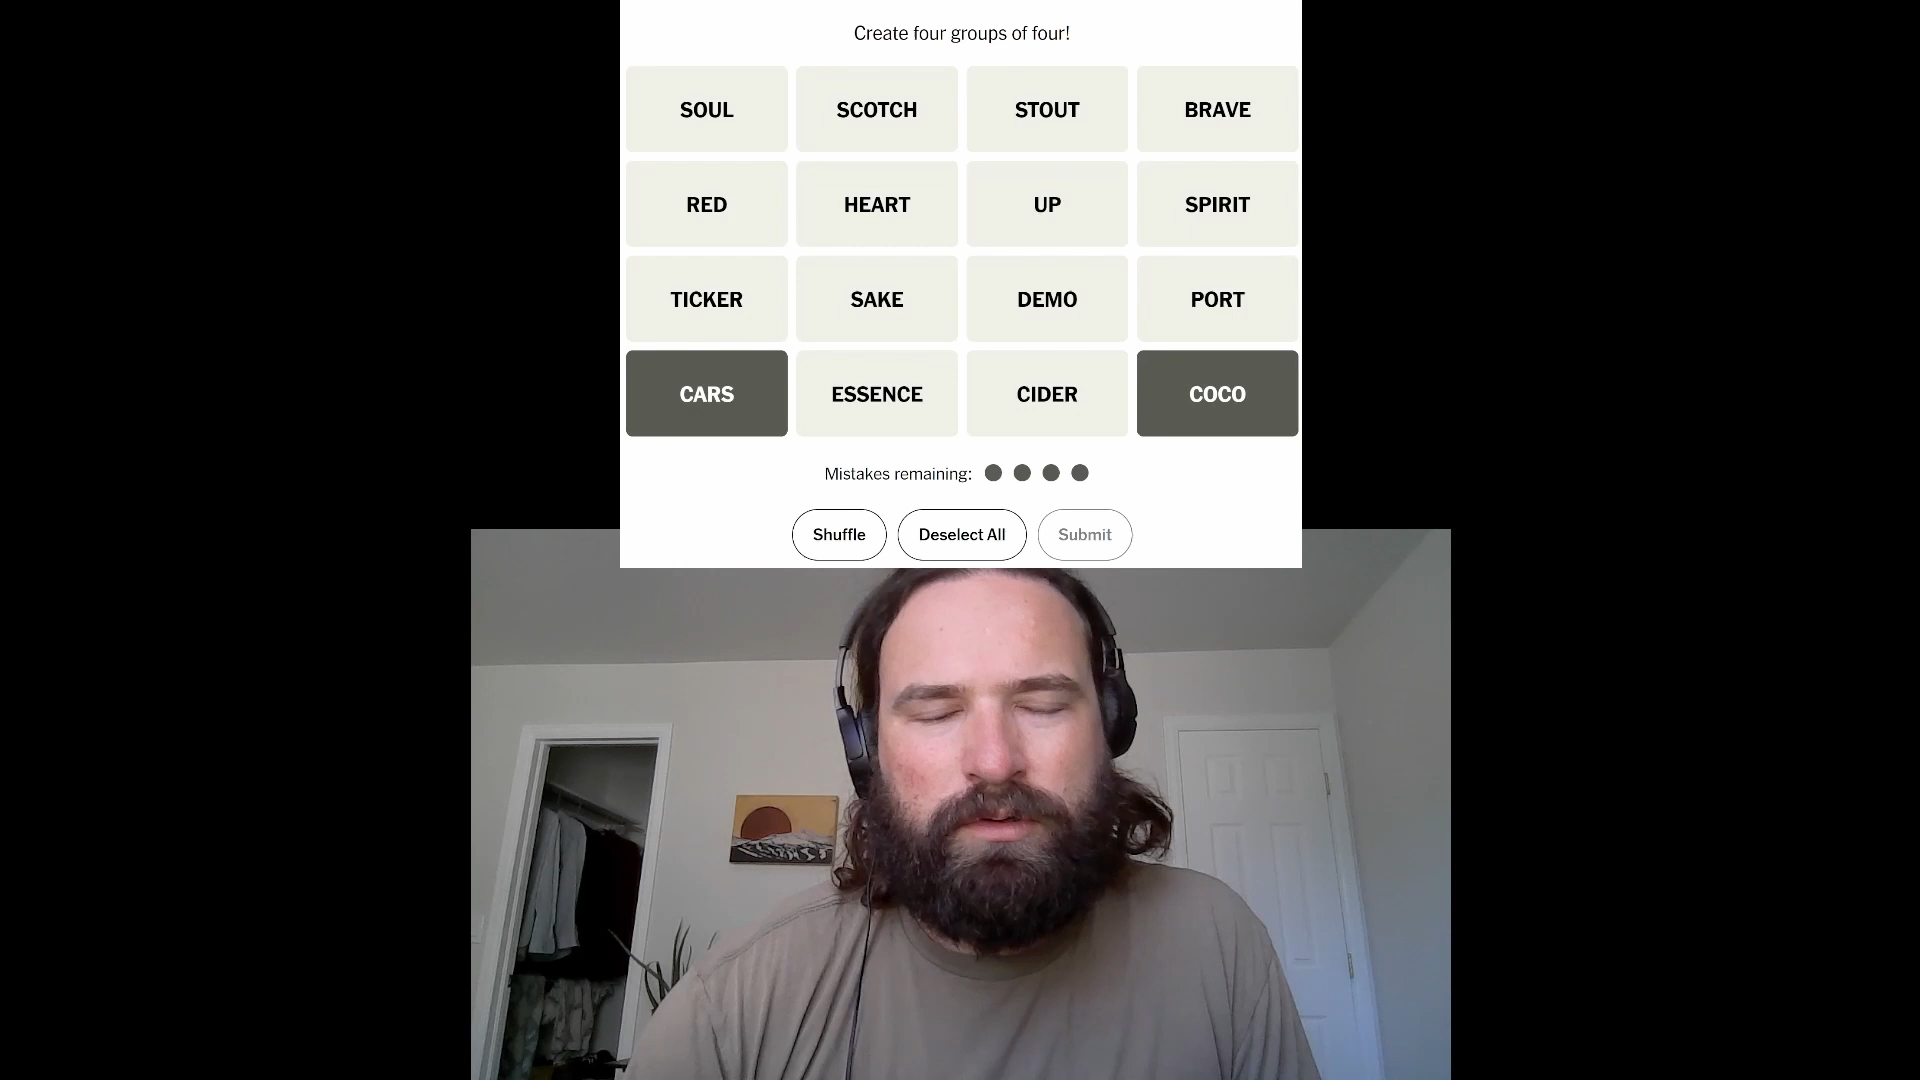 Create four groups of four!
SOUL SCOTCH STOUT BRAVE
RED HEART UP SPIRIT
TICKER SAKE DEMO PORT
CARS ESSENCE CIDER COCO
Mistakes remaining:
Shuffle Deselect All Submit